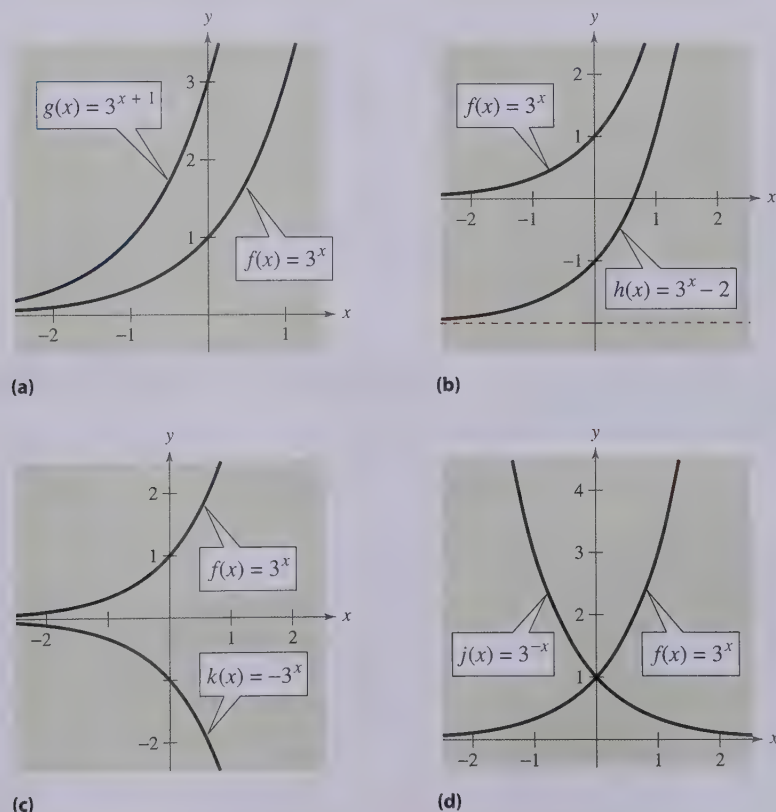 y
3
g(x) = 3^{x + 1}
2
1
f(x) = 3^x
-2
-1
1
x
(a)
y
2
f(x) = 3^x
1
-2
-1
1
2
x
-1
h(x) = 3^x – 2
(b)
y
2
1
f(x) = 3^x
-2
1
2
x
k(x) = -3^x
-2
(c)
y
4
3
2
j(x) = 3^{-x}
f(x) = 3^x
1
-2
-1
1
2
x
(d)